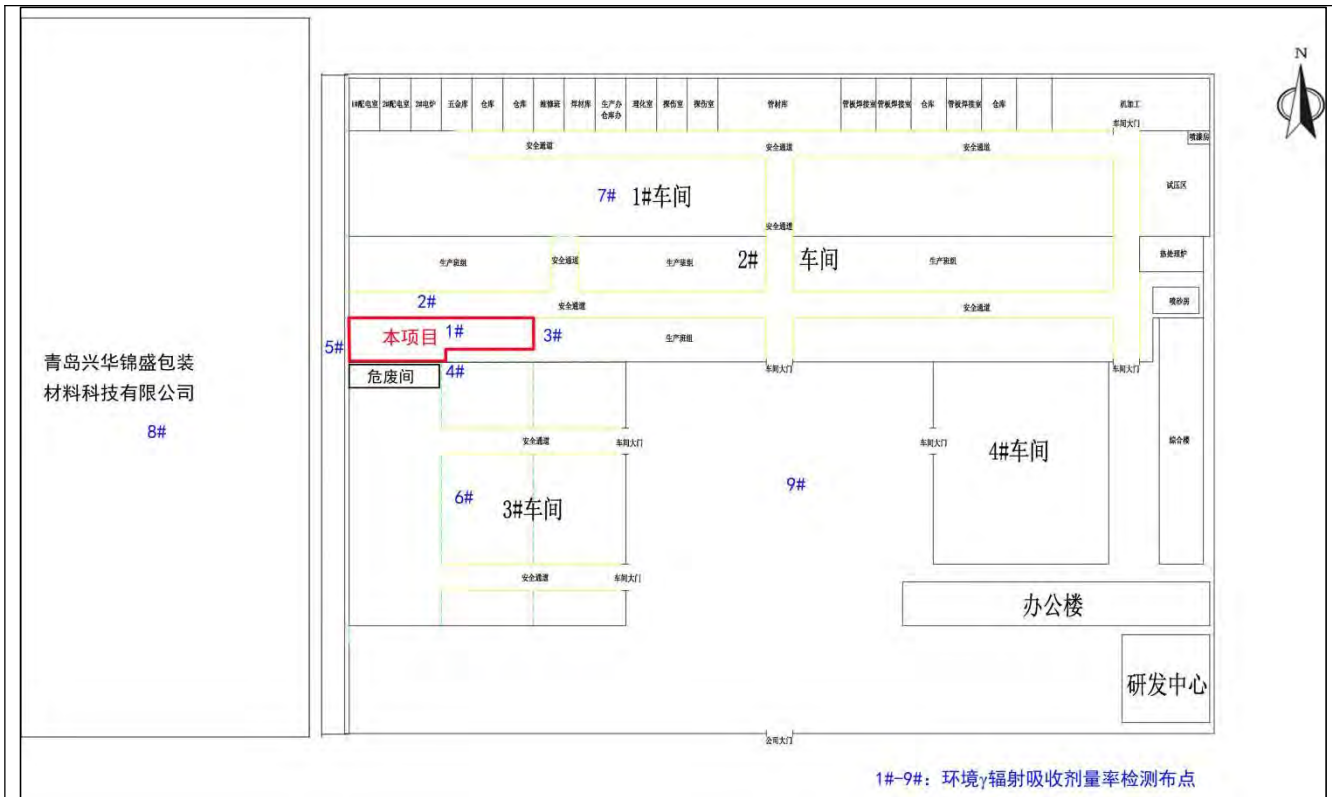 N
1#配电室
2#配电室
2#电炉
五金库
仓库
仓库
维修班
焊材库
生产办
仓库办
理化室
探伤室
探伤室
管材库
管板焊接室
管板焊接室
仓库
管板焊接室
仓库
机加工
车间大门
喷漆房
安全通道
安全通道
安全通道
试压区
7#
1#车间
安全通道
生产班组
安全通道
生产班组
2#
车间
生产班组
热处理炉
2#
安全通道
安全通道
喷砂房
本项目
1#
3#
生产班组
5#
青岛兴华锦盛包装
材料科技有限公司
8#
危废间
4#
车间大门
车间大门
安全通道
车间大门
车间大门
4#车间
综合楼
6#
3#车间
9#
安全通道
车间大门
办公楼
研发中心
公司大门
1#-9#: 环境γ辐射吸收剂量率检测布点